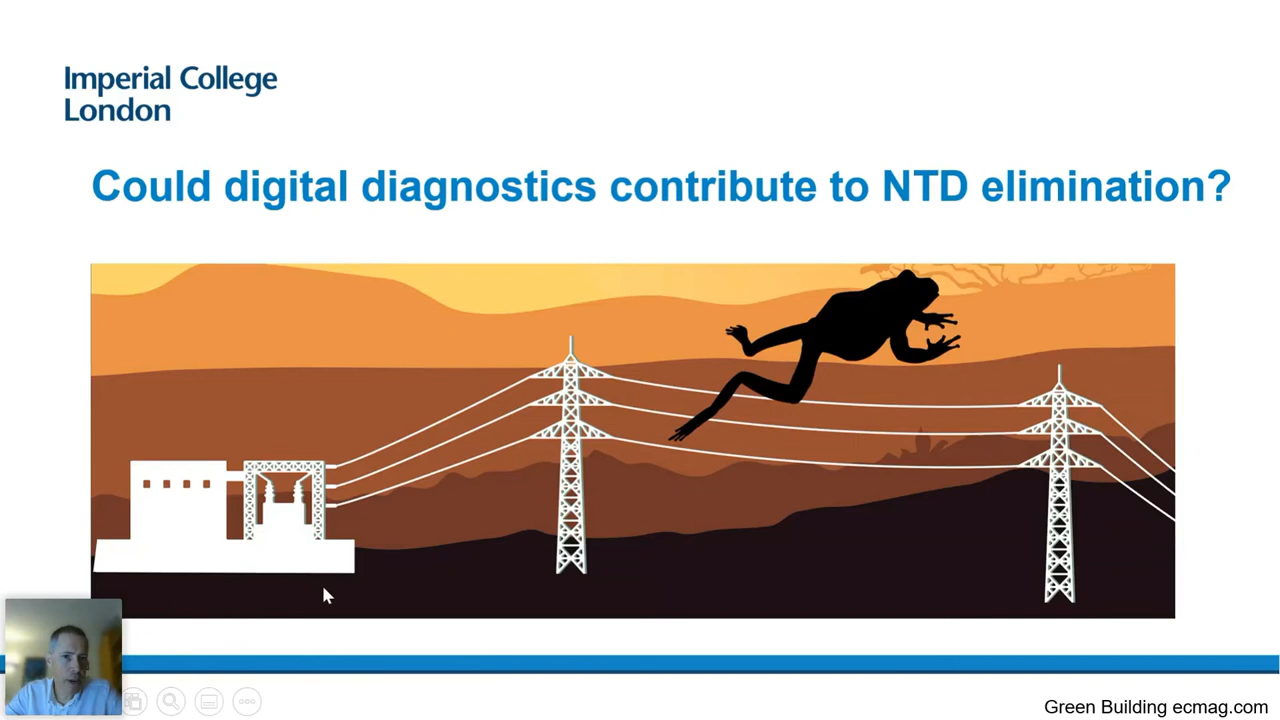 Imperial College
London
Could digital diagnostics contribute to NTD elimination?
Green Building ecmag.com